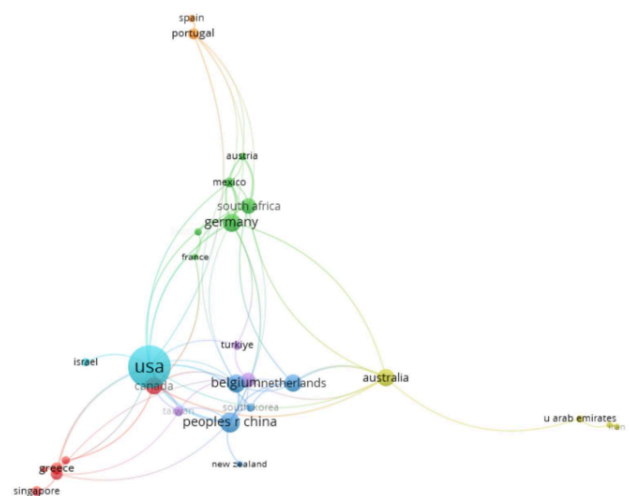 spain
portugal
austria
mexico
south africa
germany
france
turkiye
usa
israel
canada
belgium
netherlands
australia
taiwan
south korea
peoples r china
u arab emirates
new zealand
greece
singapore